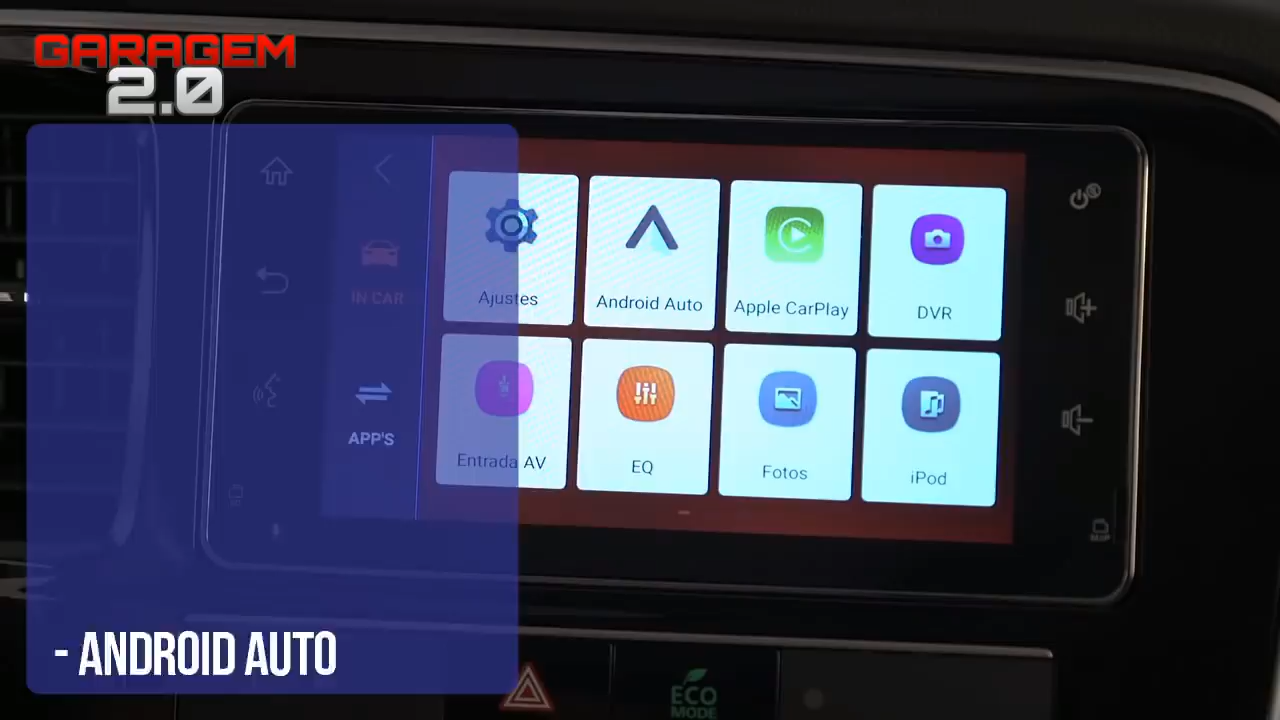 GARAGEM
2.0
IN CAR
APP'S
Ajustes
Android Auto
Apple CarPlay
DVR
Entrada AV
EQ
Fotos
iPod
- ANDROID AUTO
ECO
MODE